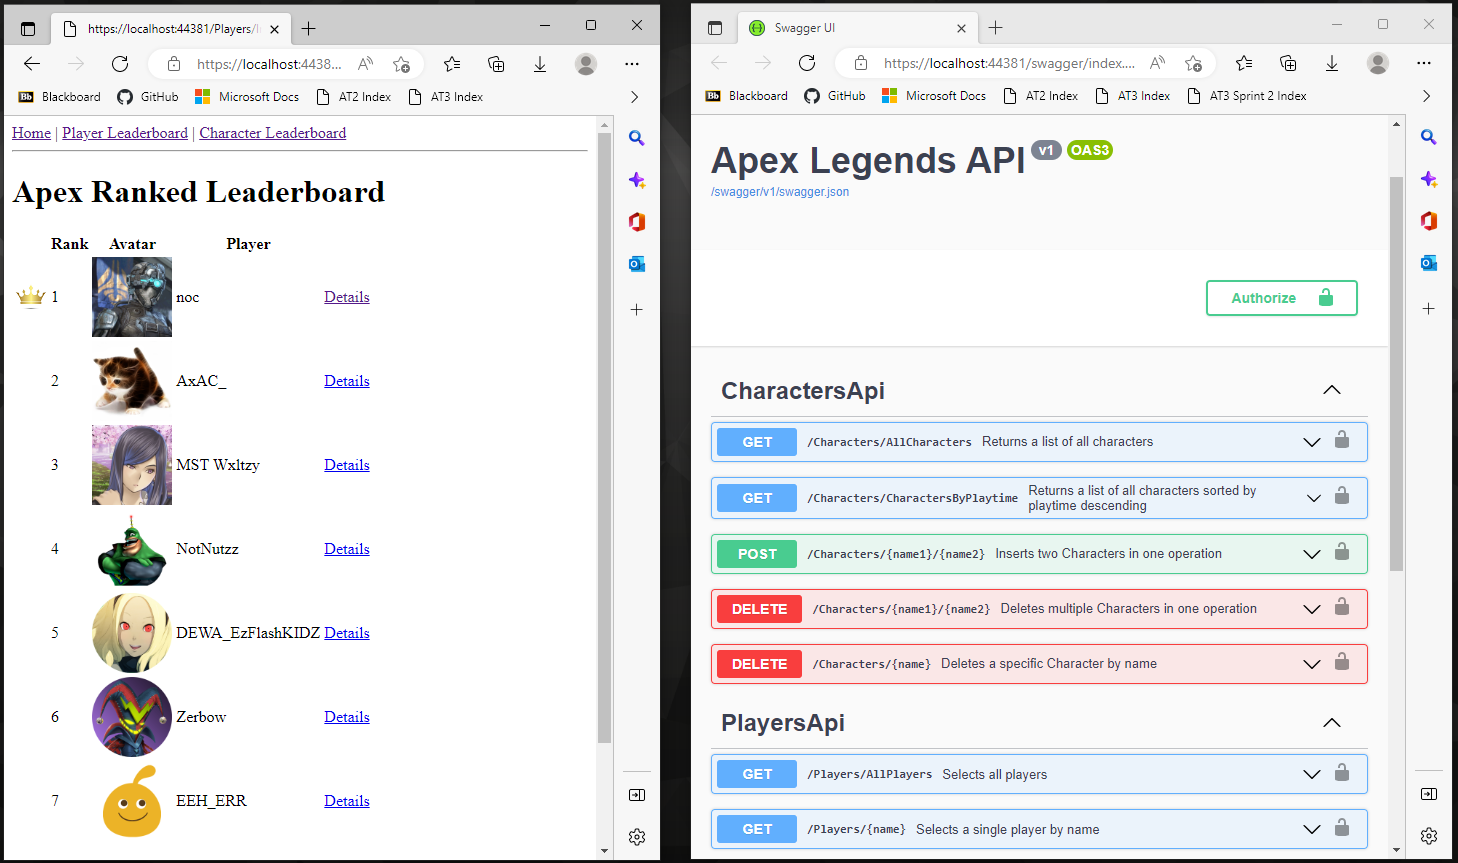 https://localhost:44381/Players/l
https://localhost:4438...
Blackboard GitHub Microsoft Docs AT2 Index AT3 Index
Home | Player Leaderboard | Character Leaderboard
Apex Ranked Leaderboard
Rank Avatar Player
1 noc Details
2 AxAC_ Details
3 MST Wxltzy Details
4 NotNutzz Details
5 DEWA_EzFlashKIDZ Details
6 Zerbow Details
7 EEH_ERR Details
Swagger UI
https://localhost:44381/swagger/index....
Bb Blackboard GitHub Microsoft Docs AT2 Index AT3 Index AT3 Sprint 2 Index
Apex Legends API v1 OAS3
/swagger/v1/swagger.json
Authorize
CharactersApi
GET /Characters/AllCharacters Returns a list of all characters
GET /Characters/CharactersByPlaytime Returns a list of all characters sorted by
playtime descending
POST /Characters/{name1}/{name2} Inserts two Characters in one operation
DELETE /Characters/{name1}/{name2} Deletes multiple Characters in one operation
DELETE /Characters/{name} Deletes a specific Character by name
PlayersApi
GET /Players/AllPlayers Selects all players
GET /Players/{name} Selects a single player by name